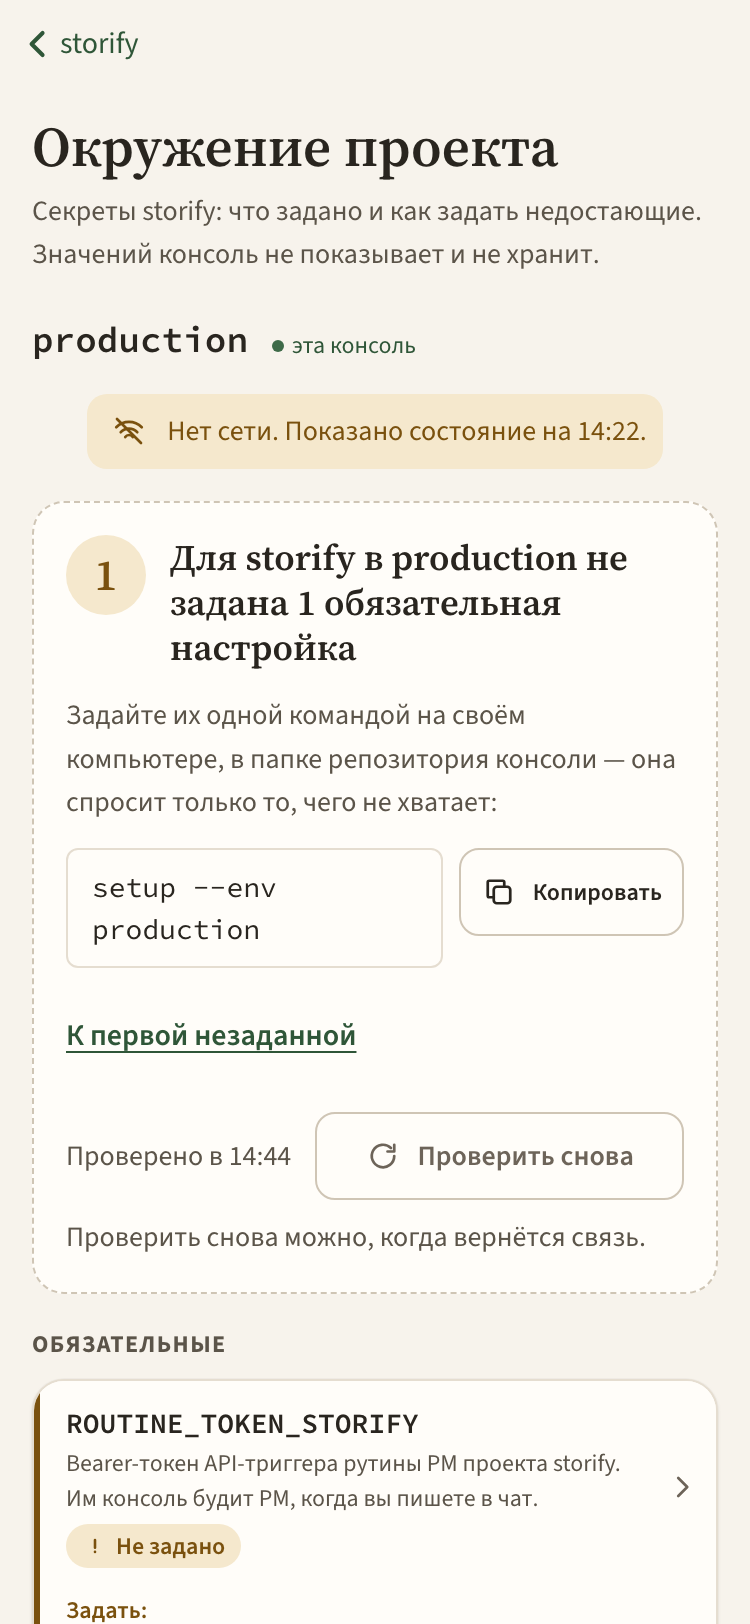 storify
Окружение проекта
Секреты storify: что задано и как задать недостающие.
Значений консоль не показывает и не хранит.
production эта консоль
Нет сети. Показано состояние на 14:22.
1
Для storify в production не
задана 1 обязательная
настройка
Задайте их одной командой на своём
компьютере, в папке репозитория консоли — она
спросит только то, чего не хватает:
setup --env
production
Копировать
К первой незаданной
Проверено в 14:44
Проверить снова
Проверить снова можно, когда вернётся связь.
ОБЯЗАТЕЛЬНЫЕ
ROUTINE_TOKEN_STORIFY
Bearer-токен API-триггера рутины PM проекта storify.
Им консоль будит PM, когда вы пишете в чат.
! Не задано
Задать: